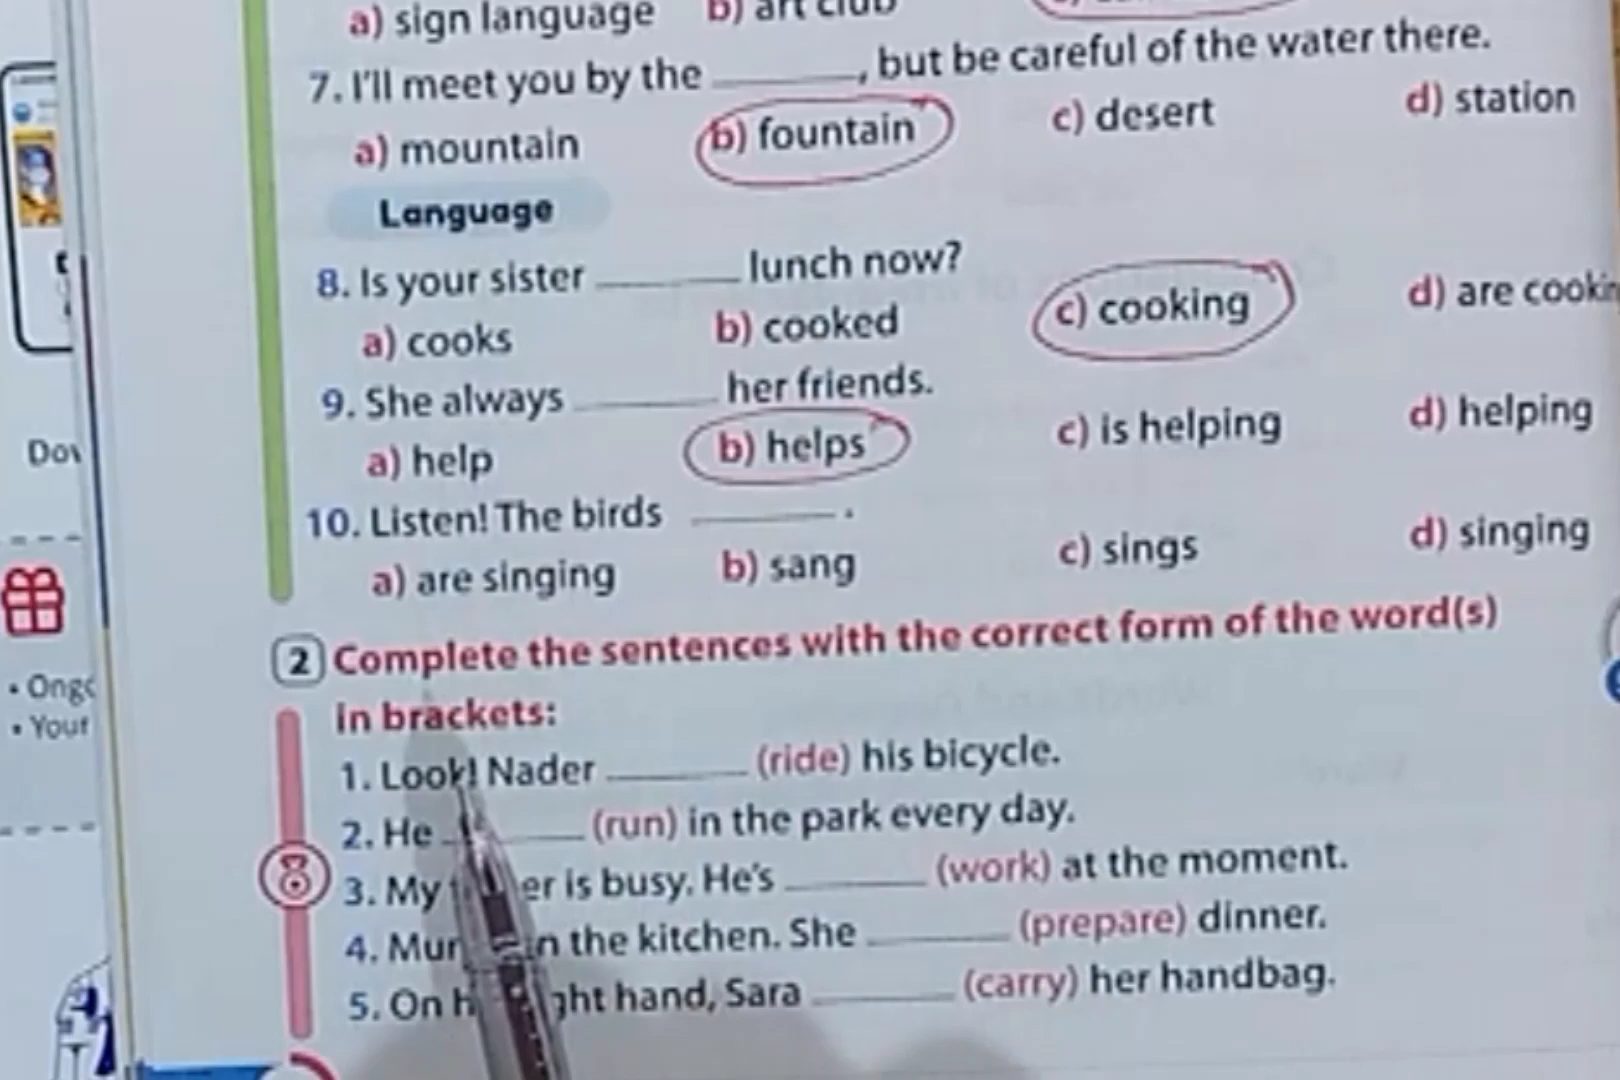 a) sign language b) art club
7. I'll meet you by the ______, but be careful of the water there.
a) mountain b) fountain c) desert d) station
Language
8. Is your sister ______ lunch now?
a) cooks b) cooked c) cooking d) are
9. She always ______ her friends.
a) help b) helps c) is helping d) helping
10. Listen! The birds ______.
a) are singing b) sang c) sings d) singing
2 Complete the sentences with the correct form of the word(s)
in brackets:
1. Look! Nader ______ (ride) his bicycle.
2. He ______ (run) in the park every day.
3. My is busy. He's ______ (work) at the moment.
4. in the kitchen. She ______ (prepare) dinner.
5. On hand, Sara ______ (carry) her handbag.
• Your